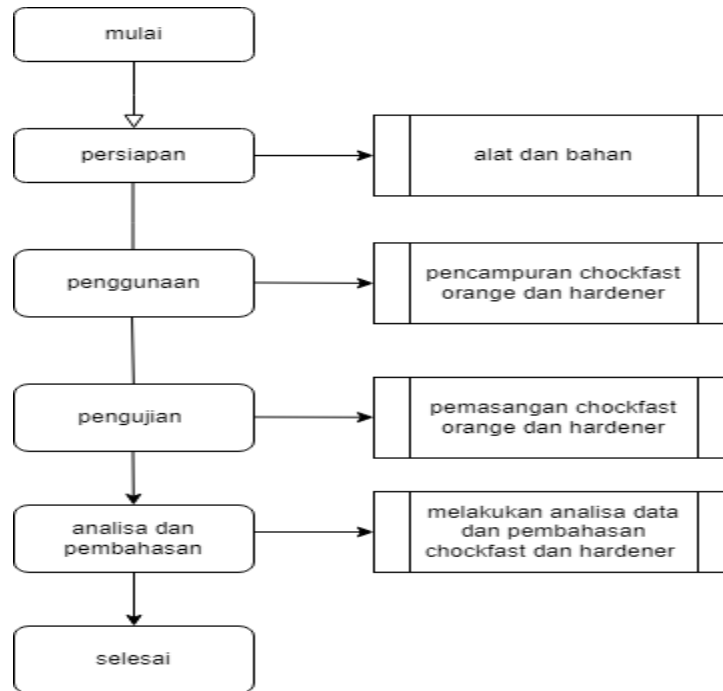 mulai
persiapan
alat dan bahan
penggunaan
pencampuran chockfast
orange dan hardener
pengujian
pemasangan chockfast
orange dan hardener
analisa dan
pembahasan
melakukan analisa data
dan pembahasan
chockfast dan hardener
selesai